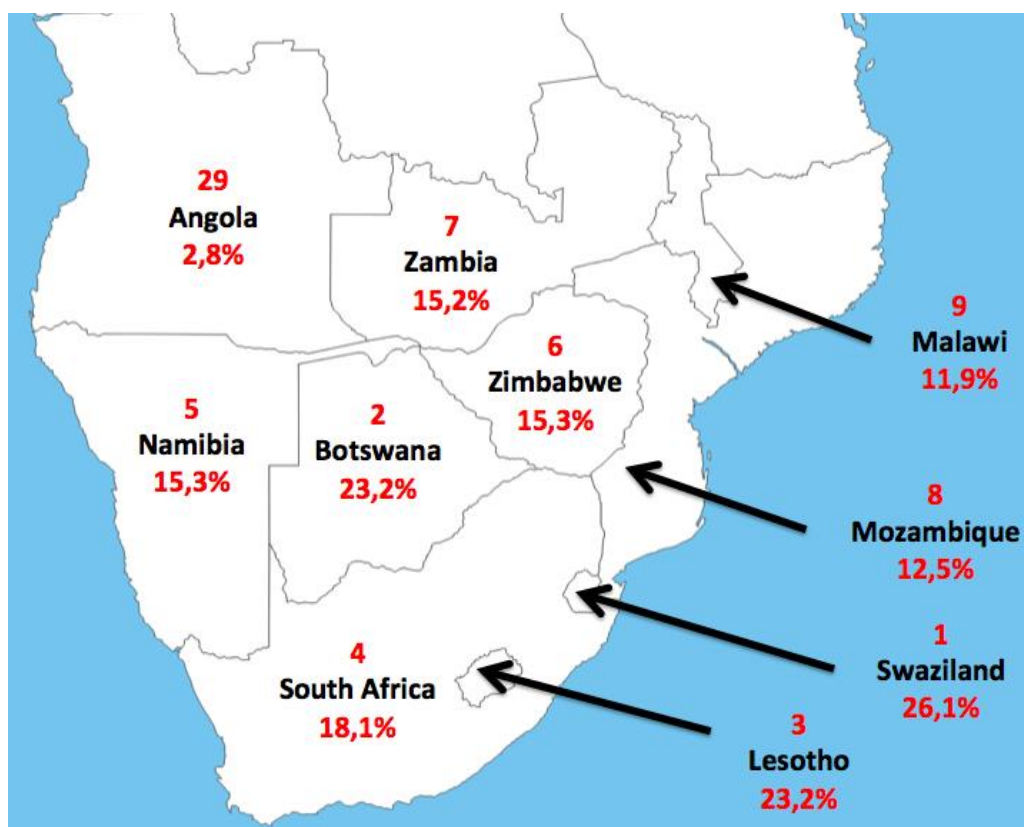 29
Angola
2,8%
7
Zambia
15,2%
9
Malawi
11,9%
6
Zimbabwe
15,3%
5
Namibia
15,3%
2
Botswana
23,2%
8
Mozambique
12,5%
1
Swaziland
26,1%
4
South Africa
18,1%
3
Lesotho
23,2%